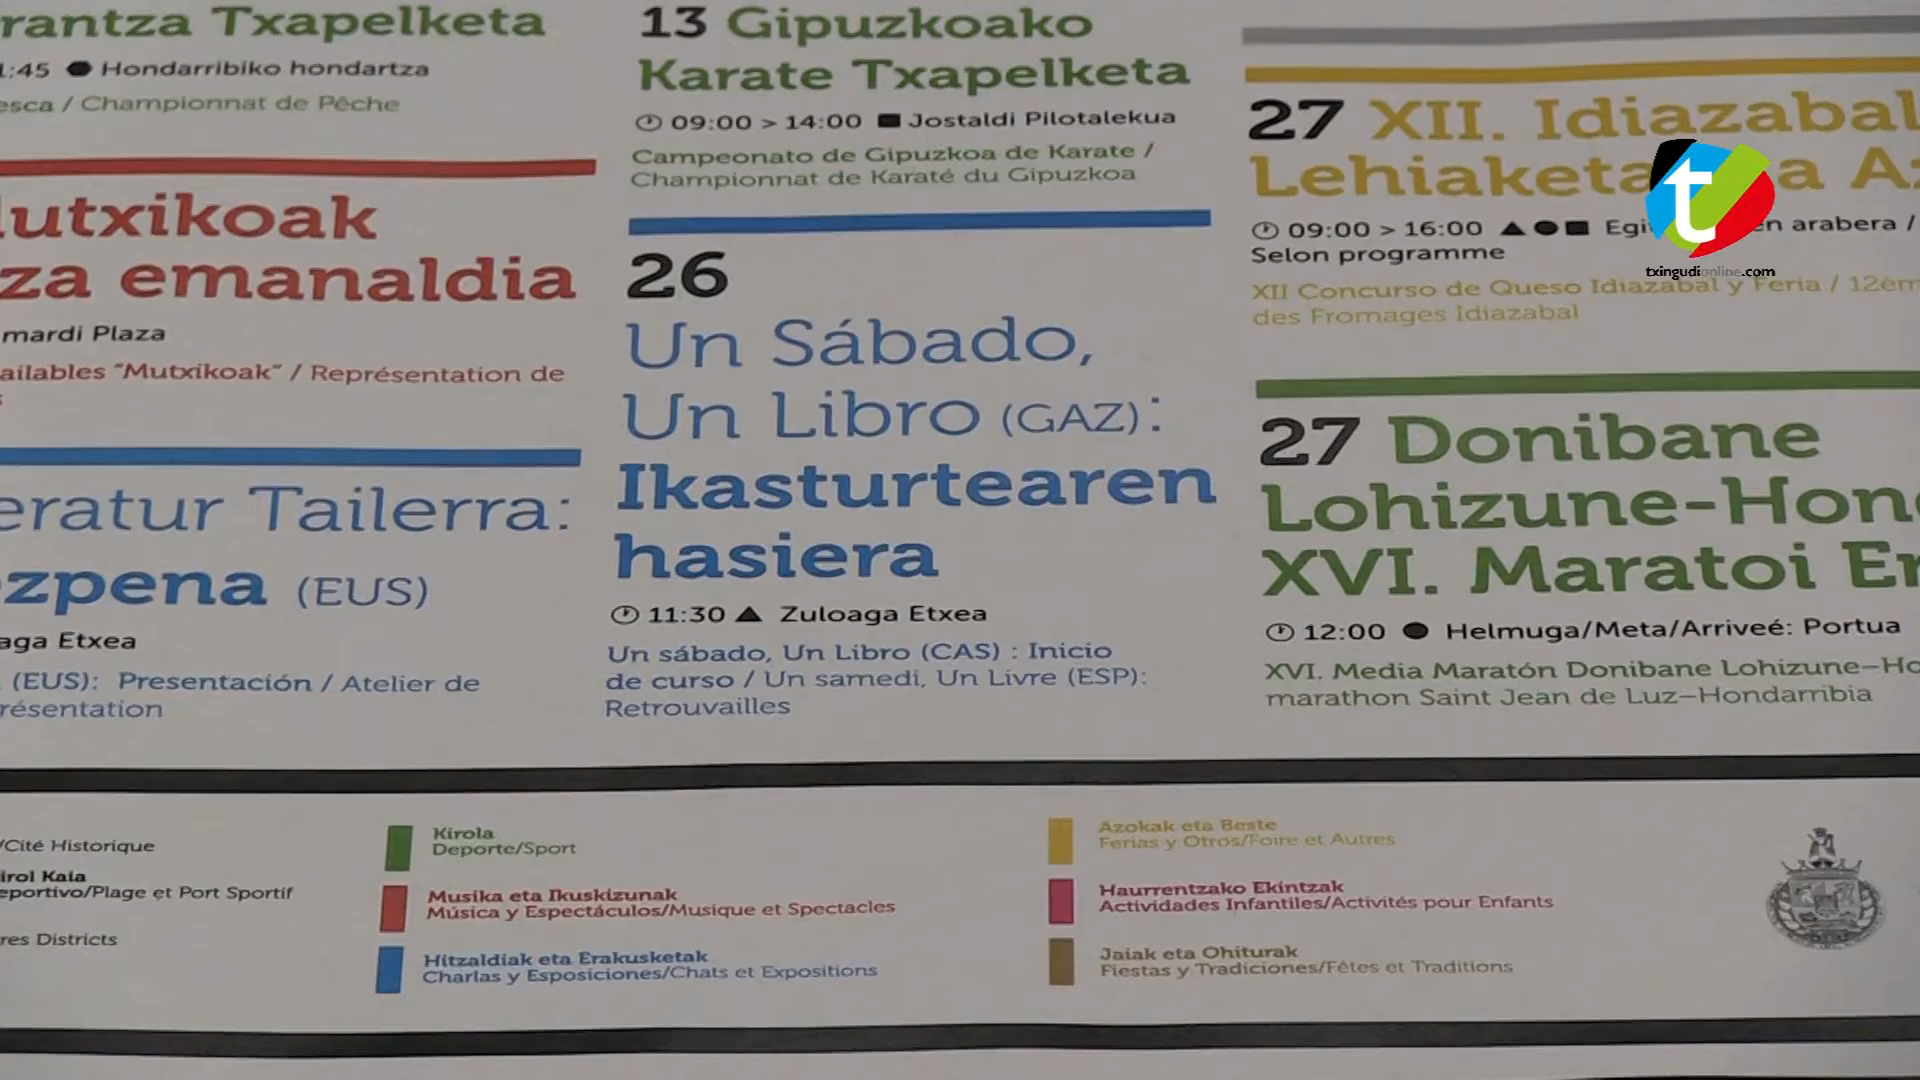 rantza Txapelketa
1:45 Hondarribiko hondartza
esca / Championnat de Pêche
utxikoak
za emanaldia
mardi Plaza
ailables "Mutxikoak" / Représentation de
eratur Tailerra:
zpena (EUS)
aga Etxea
(EUS): Presentación / Atelier de
résentation
13 Gipuzkoako
Karate Txapelketa
09:00 > 14:00 Jostaldi Pilotalekua
Campeonato de Gipuzkoa de Karate /
Championnat de Karaté du Gipuzkoa
26
Un Sábado,
Un Libro (GAZ):
Ikasturtearen
hasiera
11:30 Zuloaga Etxea
Un sábado, Un Libro (CAS) : Inicio
de curso / Un samedi, Un Livre (ESP):
Retrouvailles
27 XII. Idiazabal
Lehiaketa a Az
09:00 > 16:00 Egi en arabera /
Selon programme
XII Concurso de Queso Idiazabal y Feria / 12èm
des Fromages Idiazabal
27 Donibane
Lohizune-Hon
XVI. Maratoi Er
12:00 Helmuga/Meta/Arriveé: Portua
XVI. Media Maratón Donibane Lohizune-Ho
marathon Saint Jean de Luz-Hondarribia
t
txingudionline.com
/Cité Historique
irol Kaia
eportivo/Plage et Port Sportif
res Districts
Kirola
Deporte/Sport
Musika eta Ikuskizunak
Música y Espectáculos/Musique et Spectacles
Hitzaldiak eta Erakusketak
Charlas y Esposiciones/Chats et Expositions
Azokak eta Beste
Ferias y Otros/Foire et Autres
Haurrentzako Ekintzak
Actividades Infantiles/Activités pour Enfants
Jaiak eta Ohiturak
Fiestas y Tradiciones/Fêtes et Traditions